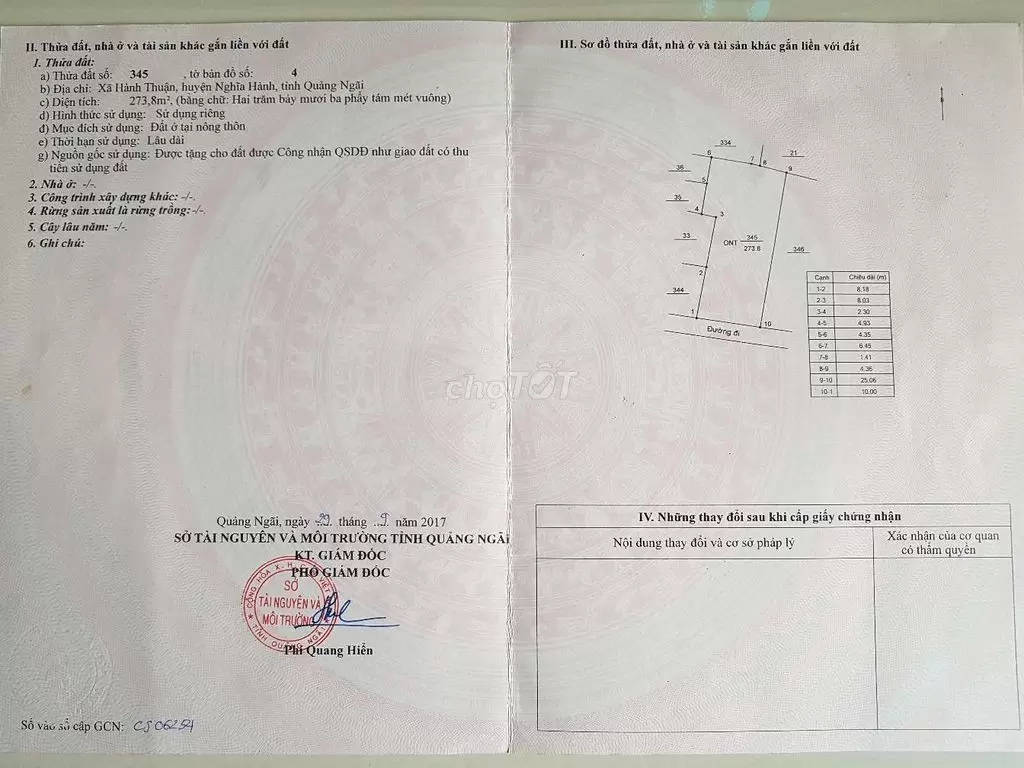 II. Thửa đất, nhà ở và tài sản khác gắn liền với đất
1. Thửa đất:
a) Thửa đất số: 345 , tờ bản đồ số: 4
b) Địa chỉ: Xã Hành Thuận, huyện Nghĩa Hành, tỉnh Quảng Ngãi
c) Diện tích: 273,8m², (bằng chữ: Hai trăm bảy mươi ba phẩy tám mét vuông)
d) Hình thức sử dụng: Sử dụng riêng
đ) Mục đích sử dụng: Đất ở tại nông thôn
e) Thời hạn sử dụng: Lâu dài
g) Nguồn gốc sử dụng: Được tặng cho đất được Công nhận QSDĐ như giao đất có thu
tiền sử dụng đất
2. Nhà ở: -/-.
3. Công trình xây dựng khác: -/-.
4. Rừng sản xuất là rừng trồng: -/-.
5. Cây lâu năm: -/-.
6. Ghi chú:
Quảng Ngãi, ngày 29 tháng 9 năm 2017
SỞ TÀI NGUYÊN VÀ MÔI TRƯỜNG TỈNH QUẢNG NGÃI
KT. GIÁM ĐỐC
PHÓ GIÁM ĐỐC
CỘNG HÒA X.H.C.N VIỆT
SỞ
TÀI NGUYÊN VÀ
MÔI TRƯỜNG
TỈNH QUẢNG NGÃI
Phi Quang Hiển
Số vào sổ cấp GCN: CS 06254
III. Sơ đồ thửa đất, nhà ở và tài sản khác gắn liền với đất
334
6
7
8
21
9
36
5
35
4
3
33
ONT
345
273.8
346
2
344
1
10
Đường đi
Cạnh Chiều dài (m)
1-2 8.18
2-3 8.03
3-4 2.30
4-5 4.93
5-6 4.35
6-7 6.45
7-8 1.41
8-9 4.36
9-10 25.06
10-1 10.00
chợTỐT
IV. Những thay đổi sau khi cấp giấy chứng nhận
Nội dung thay đổi và cơ sở pháp lý
Xác nhận của cơ quan
có thẩm quyền